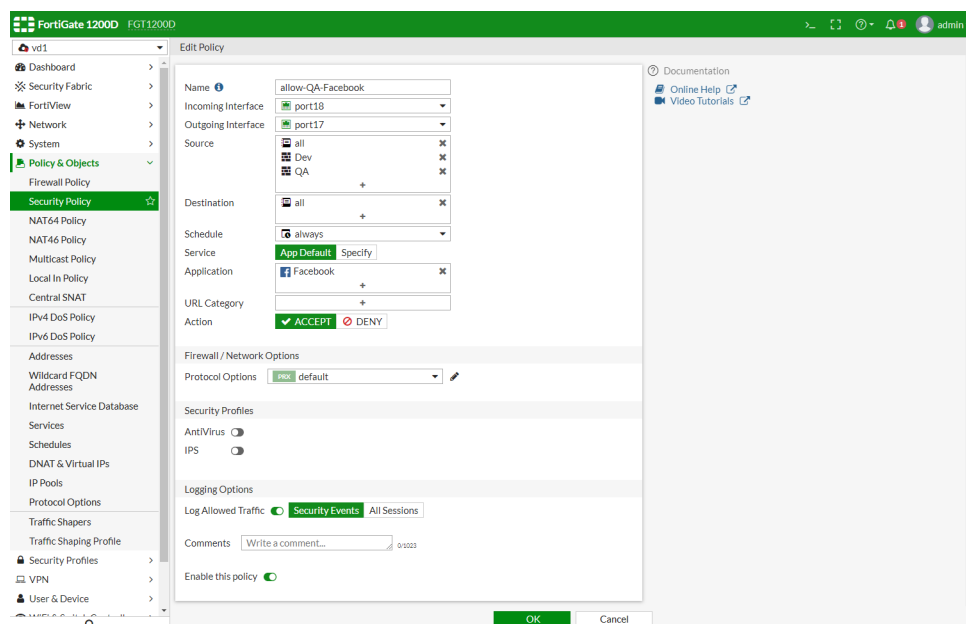 FortiGate 1200D FGT1200D
>_ 1 admin
vd1
Edit Policy
Dashboard
Security Fabric
FortiView
Network
System
Policy & Objects
Firewall Policy
Security Policy
NAT64 Policy
NAT46 Policy
Multicast Policy
Local In Policy
Central SNAT
IPv4 DoS Policy
IPv6 DoS Policy
Addresses
Wildcard FQDN
Addresses
Internet Service Database
Services
Schedules
DNAT & Virtual IPs
IP Pools
Protocol Options
Traffic Shapers
Traffic Shaping Profile
Security Profiles
VPN
User & Device
Name allow-QA-Facebook
Incoming Interface port18
Outgoing Interface port17
Source all
Dev
QA
+
Destination all
+
Schedule always
Service App Default Specify
Application Facebook
+
URL Category +
Action ACCEPT DENY
Firewall / Network Options
Protocol Options PRX default
Security Profiles
AntiVirus
IPS
Logging Options
Log Allowed Traffic Security Events All Sessions
Comments Write a comment... 0/1023
Enable this policy
OK Cancel
Documentation
Online Help
Video Tutorials